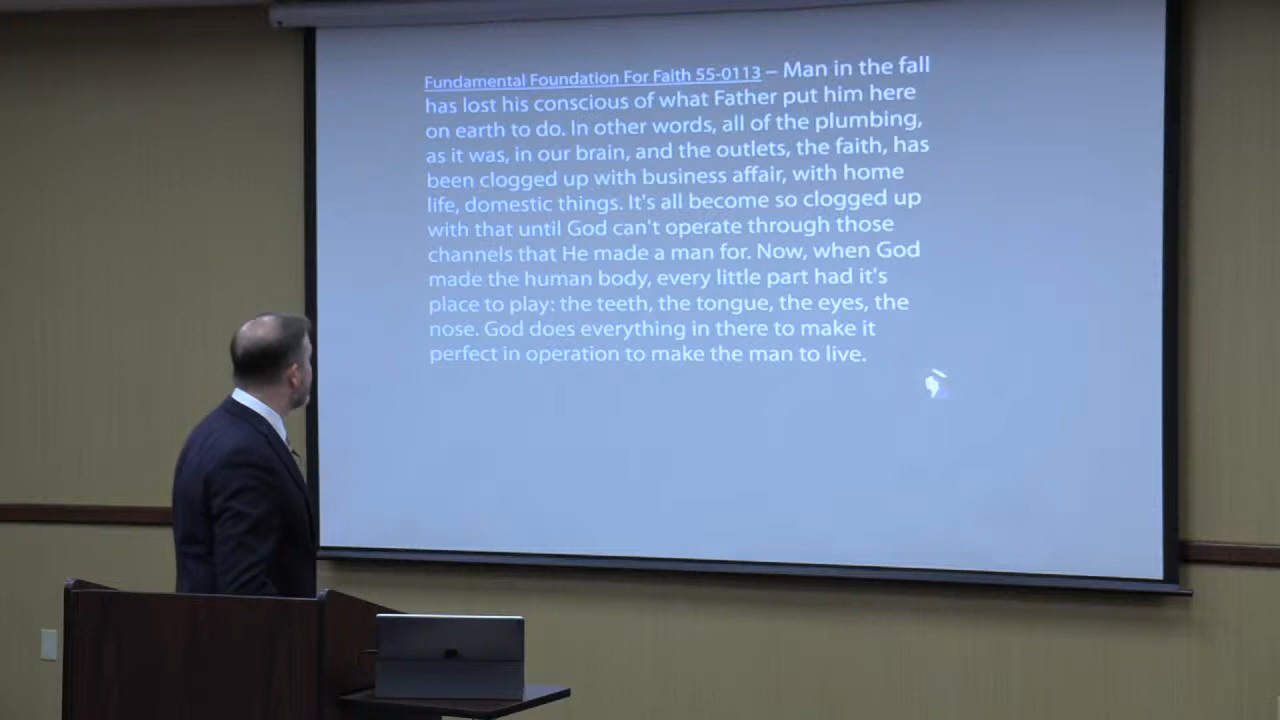 Fundamental Foundation For Faith 55-0113 – Man in the fall
has lost his conscious of what Father put him here
on earth to do. In other words, all of the plumbing,
as it was, in our brain, and the outlets, the faith, has
been clogged up with business affair, with home
life, domestic things. It's all become so clogged up
with that until God can't operate through those
channels that He made a man for. Now, when God
made the human body, every little part had it's
place to play: the teeth, the tongue, the eyes, the
nose. God does everything in there to make it
perfect in operation to make the man to live.